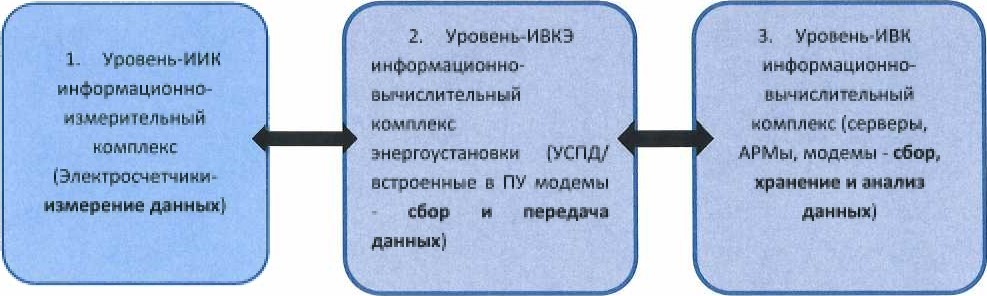 1. Уровень-ИИК
информационно-
измерительный
комплекс
(Электросчетчики-
измерение данных)
2. Уровень-ИВКЭ
информационно-
вычислительный
комплекс
энергоустановки (УСПД/
встроенные в ПУ модемы
- сбор и передача
данных)
3. Уровень-ИВК
информационно-
вычислительный
комплекс (серверы,
АРМы, модемы - сбор,
хранение и анализ
данных)